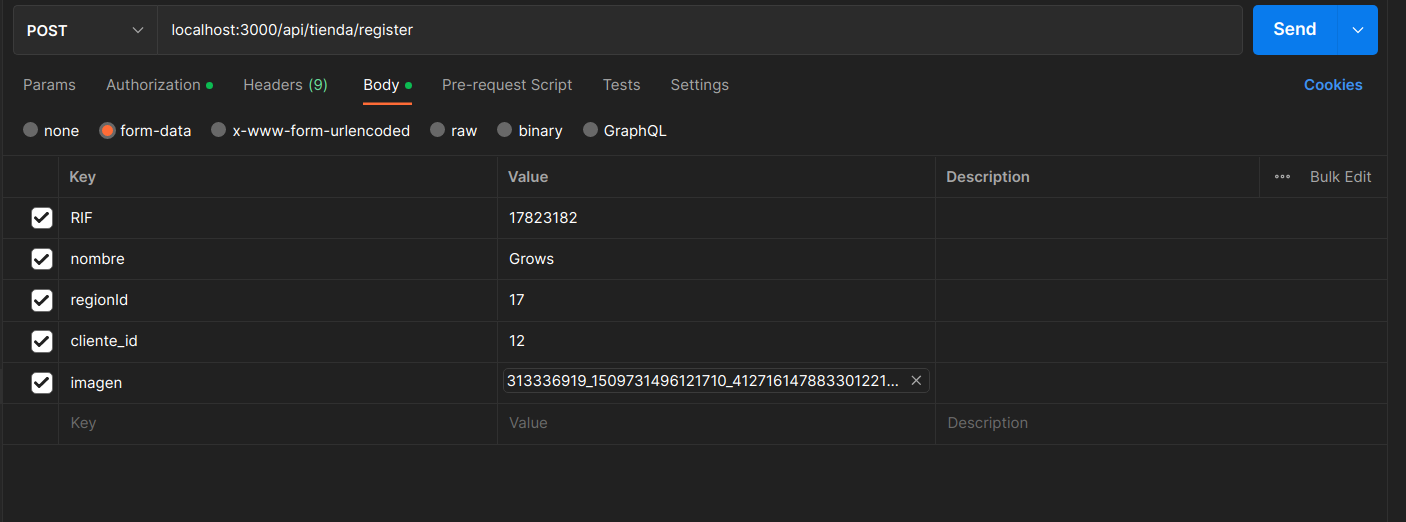 POST localhost:3000/api/tienda/register Send
Params Authorization Headers (9) Body Pre-request Script Tests Settings Cookies
none form-data x-www-form-urlencoded raw binary GraphQL
Key Value Description Bulk Edit
RIF 17823182
nombre Grows
regionId 17
cliente_id 12
imagen 313336919_1509731496121710_412716147883301221...
Key Value Description